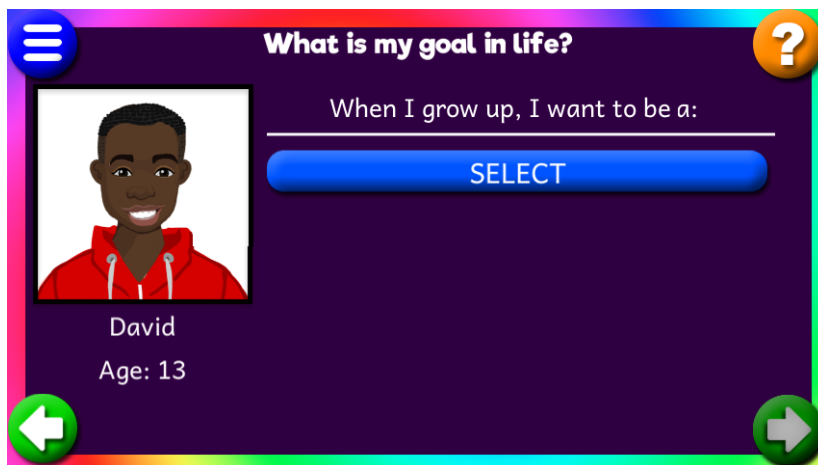 What is my goal in life?
?
When I grow up, I want to be a:
SELECT
David
Age: 13